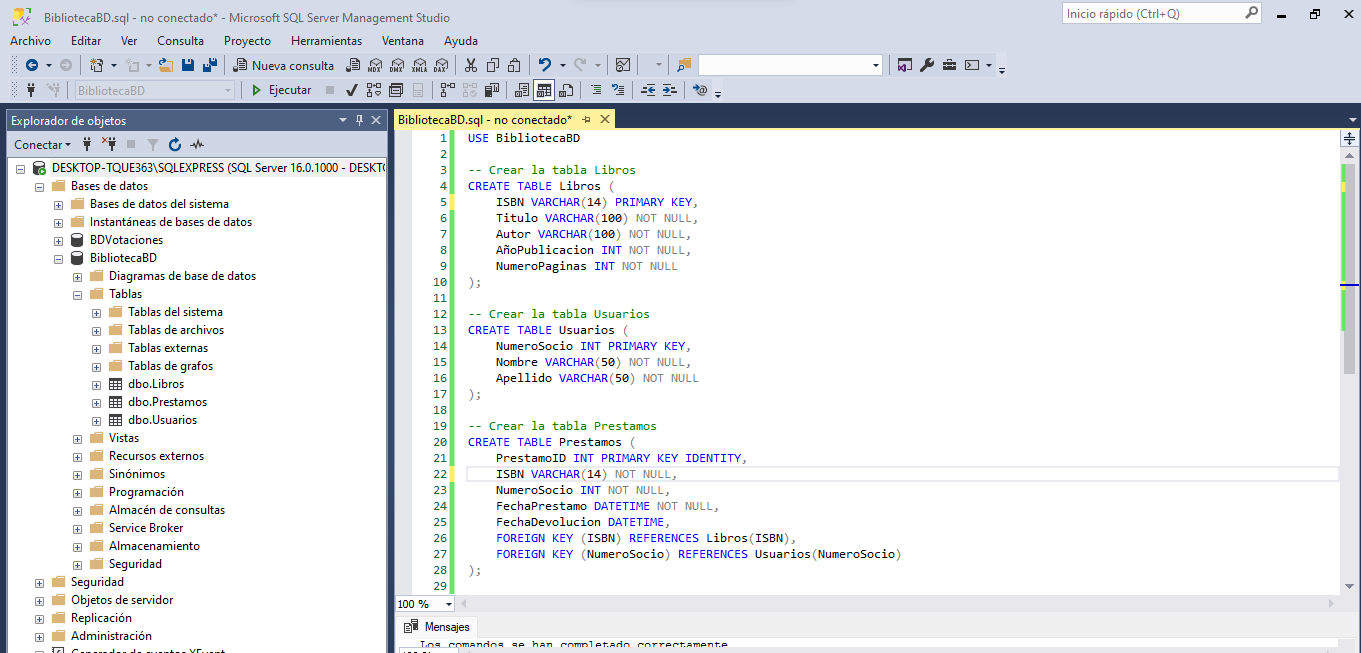 BibliotecaBD.sql - no conectado* - Microsoft SQL Server Management Studio
Inicio rápido (Ctrl+Q)
Archivo Editar Ver Consulta Proyecto Herramientas Ventana Ayuda
Nueva consulta
MDX DMX XMLA DAX
BibliotecaBD
Ejecutar
Explorador de objetos
Conectar
DESKTOP-TQUE363\SQLEXPRESS (SQL Server 16.0.1000 - DESKT
Bases de datos
Bases de datos del sistema
Instantáneas de bases de datos
BDVotaciones
BibliotecaBD
Diagramas de base de datos
Tablas
Tablas del sistema
Tablas de archivos
Tablas externas
Tablas de grafos
dbo.Libros
dbo.Prestamos
dbo.Usuarios
Vistas
Recursos externos
Sinónimos
Programación
Almacén de consultas
Service Broker
Almacenamiento
Seguridad
Seguridad
Objetos de servidor
Replicación
Administración
Generador de eventos XEvent
BibliotecaBD.sql - no conectado*
1 USE BibliotecaBD
2
3 -- Crear la tabla Libros
4 CREATE TABLE Libros (
5 ISBN VARCHAR(14) PRIMARY KEY,
6 Titulo VARCHAR(100) NOT NULL,
7 Autor VARCHAR(100) NOT NULL,
8 AñoPublicacion INT NOT NULL,
9 NumeroPaginas INT NOT NULL
10 );
11
12 -- Crear la tabla Usuarios
13 CREATE TABLE Usuarios (
14 NumeroSocio INT PRIMARY KEY,
15 Nombre VARCHAR(50) NOT NULL,
16 Apellido VARCHAR(50) NOT NULL
17 );
18
19 -- Crear la tabla Prestamos
20 CREATE TABLE Prestamos (
21 PrestamoID INT PRIMARY KEY IDENTITY,
22 ISBN VARCHAR(14) NOT NULL,
23 NumeroSocio INT NOT NULL,
24 FechaPrestamo DATETIME NOT NULL,
25 FechaDevolucion DATETIME,
26 FOREIGN KEY (ISBN) REFERENCES Libros(ISBN),
27 FOREIGN KEY (NumeroSocio) REFERENCES Usuarios(NumeroSocio)
28 );
29
100 %
Mensajes
Los comandos se han completado correctamente